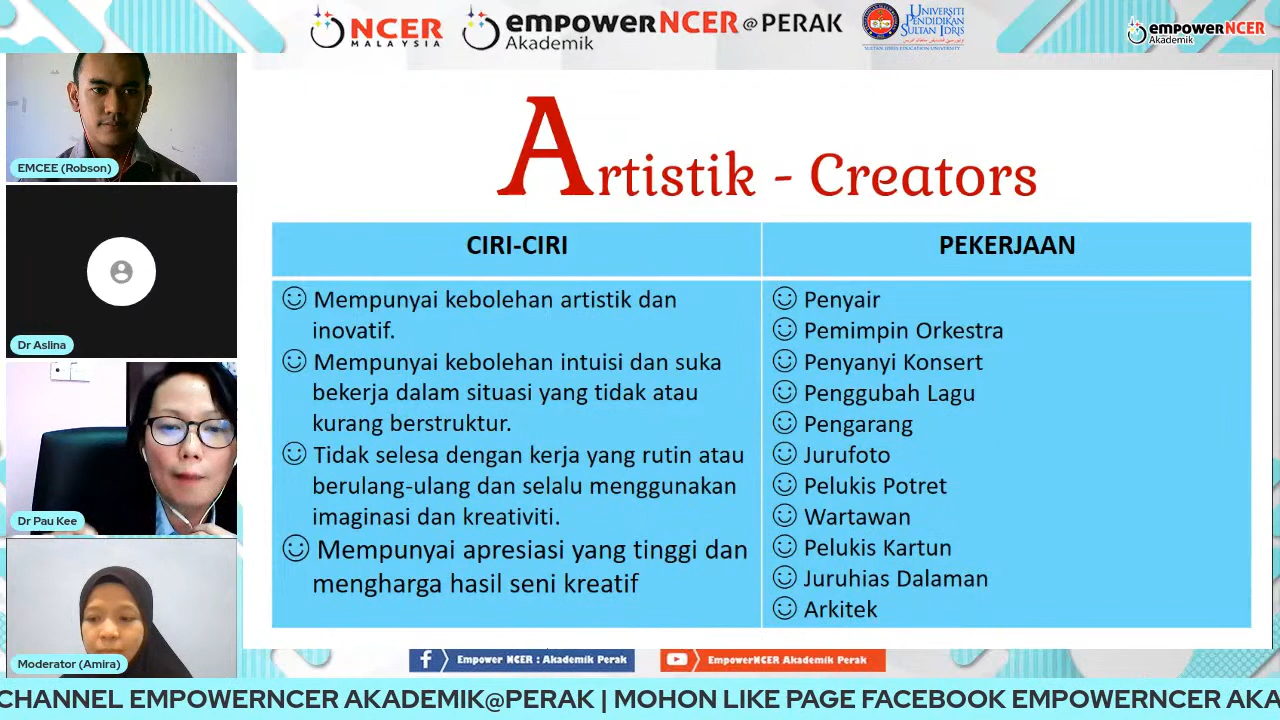 NCER
MALAYSIA
empowerNCER@PERAK
Akademik
UNIVERSITI
PENDIDIKAN
SULTAN IDRIS
SULTAN IDRIS EDUCATION UNIVERSITY
empowerNCER
Akademik
EMCEE (Robson)
Dr Aslina
Dr Pau Kee
Moderator (Amira)
Artistik - Creators
CIRI-CIRI
Mempunyai kebolehan artistik dan
inovatif.
Mempunyai kebolehan intuisi dan suka
bekerja dalam situasi yang tidak atau
kurang berstruktur.
Tidak selesa dengan kerja yang rutin atau
berulang-ulang dan selalu menggunakan
imaginasi dan kreativiti.
Mempunyai apresiasi yang tinggi dan
mengharga hasil seni kreatif
PEKERJAAN
Penyair
Pemimpin Orkestra
Penyanyi Konsert
Penggubah Lagu
Pengarang
Jurufoto
Pelukis Potret
Wartawan
Pelukis Kartun
Juruhias Dalaman
Arkitek
Empower NCER : Akademik Perak
EmpowerNCER Akademik Perak
CHANNEL EMPOWERNCER AKADEMIK@PERAK | MOHON LIKE PAGE FACEBOOK EMPOWERNCER AKA